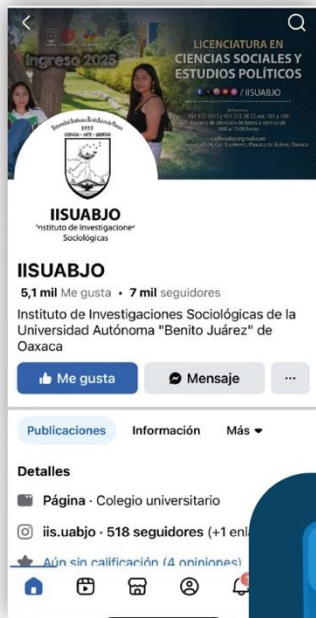 Ingreso 2025
LICENCIATURA EN
CIENCIAS SOCIALES Y
ESTUDIOS POLÍTICOS
/ IISUABJO
1955
CIENCIA - ARTE - LIBERTAD
IISUABJO
Instituto de Investigaciones
Sociológicas
IISUABJO
5,1 mil Me gusta • 7 mil seguidores
Instituto de Investigaciones Sociológicas de la
Universidad Autónoma "Benito Juárez" de
Oaxaca
Me gusta
Mensaje
...
Publicaciones Información Más
Detalles
Página · Colegio universitario
iis.uabjo · 518 seguidores (+1 enl
Aún sin calificación (4 opiniones)